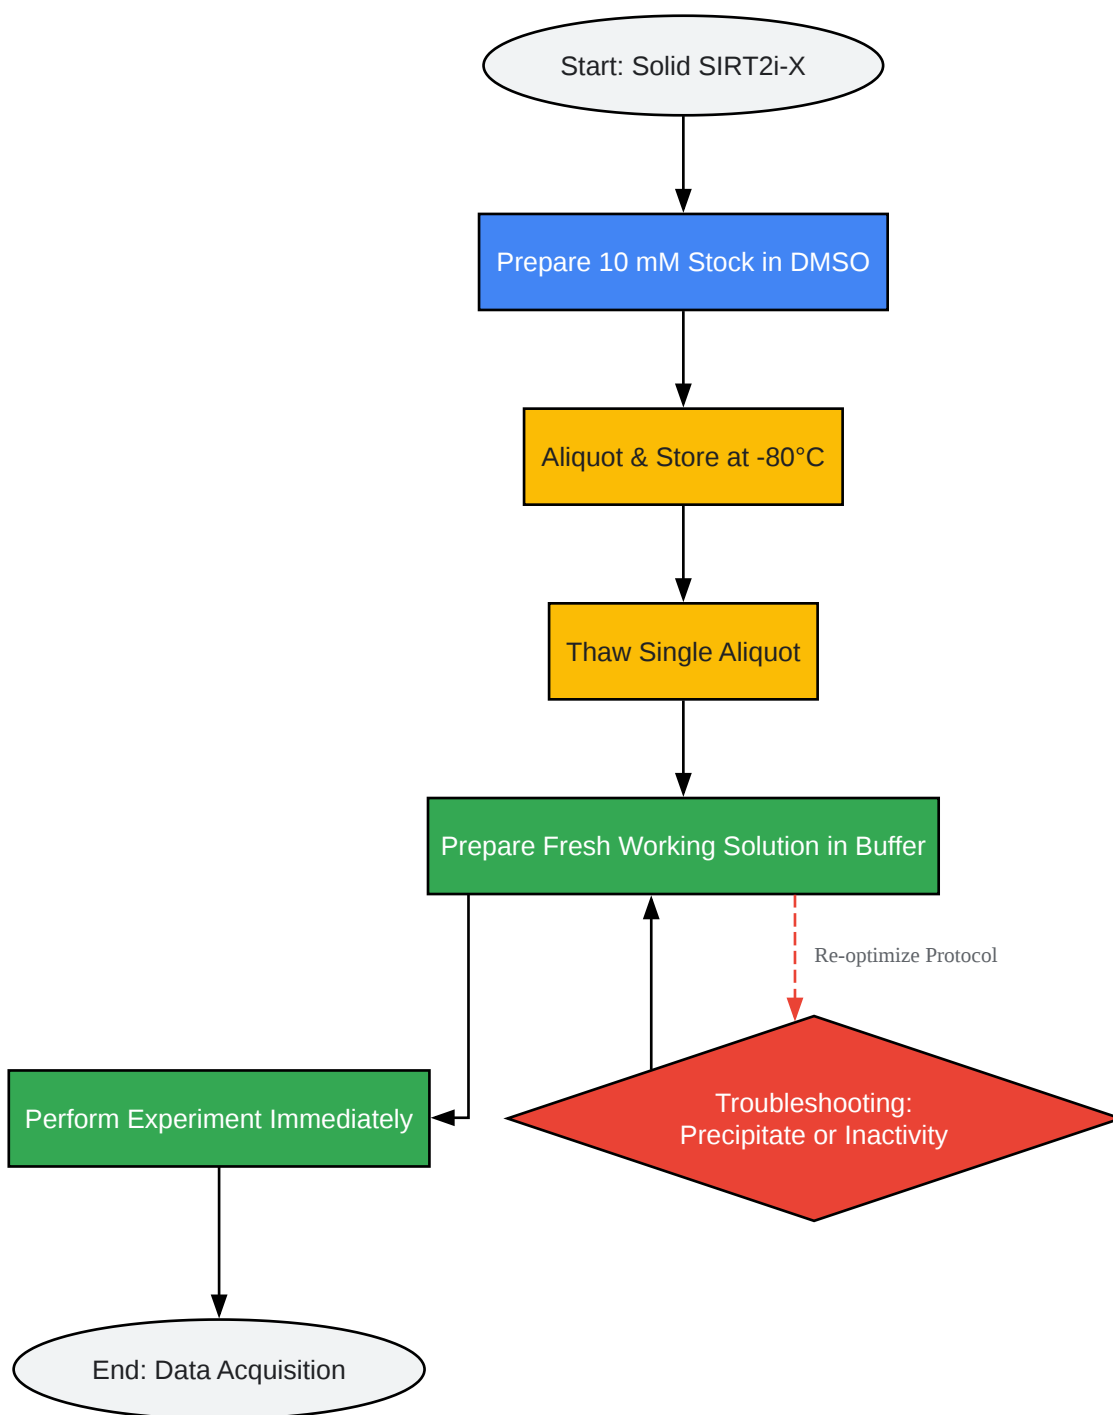 Start: Solid SIRT2i-X
Prepare 10 mM Stock in DMSO
Aliquot & Store at -80°C
Thaw Single Aliquot
Prepare Fresh Working Solution in Buffer
Re-optimize Protocol
Perform Experiment Immediately
Troubleshooting:
Precipitate or Inactivity
End: Data Acquisition